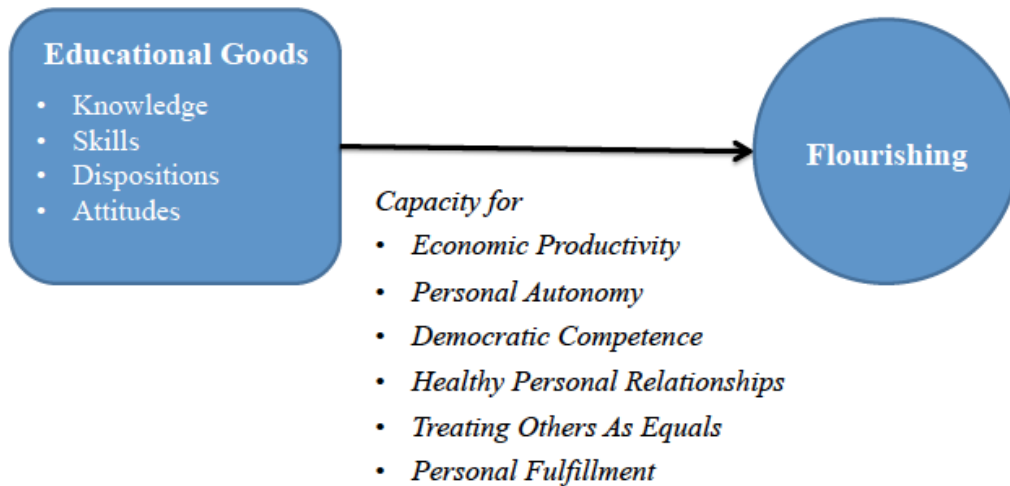 Educational Goods
• Knowledge
• Skills
• Dispositions
• Attitudes
Flourishing
Capacity for
• Economic Productivity
• Personal Autonomy
• Democratic Competence
• Healthy Personal Relationships
• Treating Others As Equals
• Personal Fulfillment